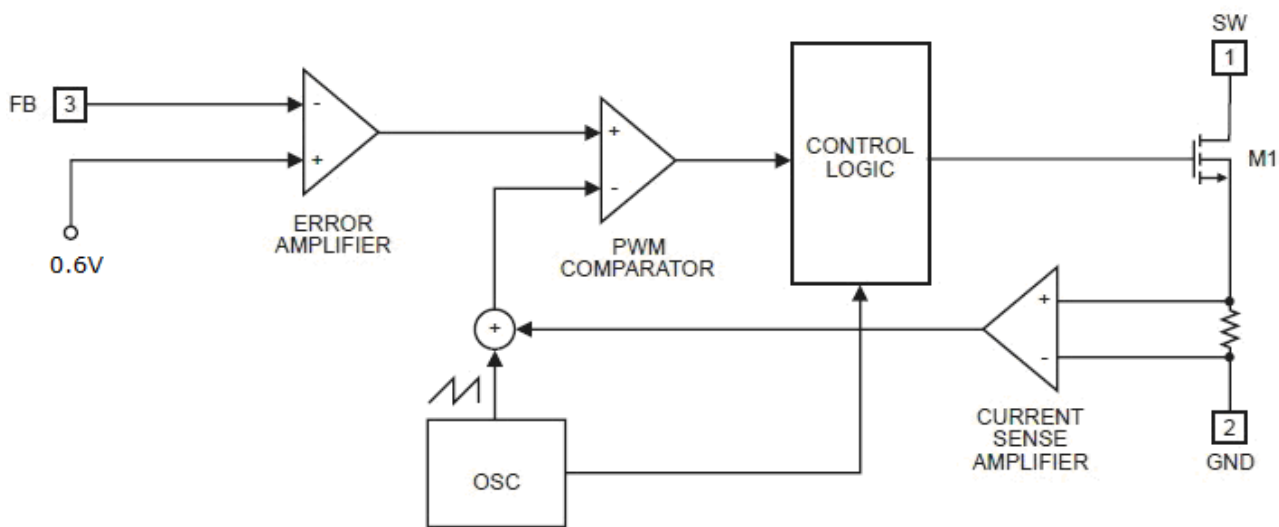 SW
1
FB
3
-
+
ERROR
AMPLIFIER
0.6V
+
-
PWM
COMPARATOR
CONTROL
LOGIC
M1
+
+
-
CURRENT
SENSE
AMPLIFIER
OSC
2
GND